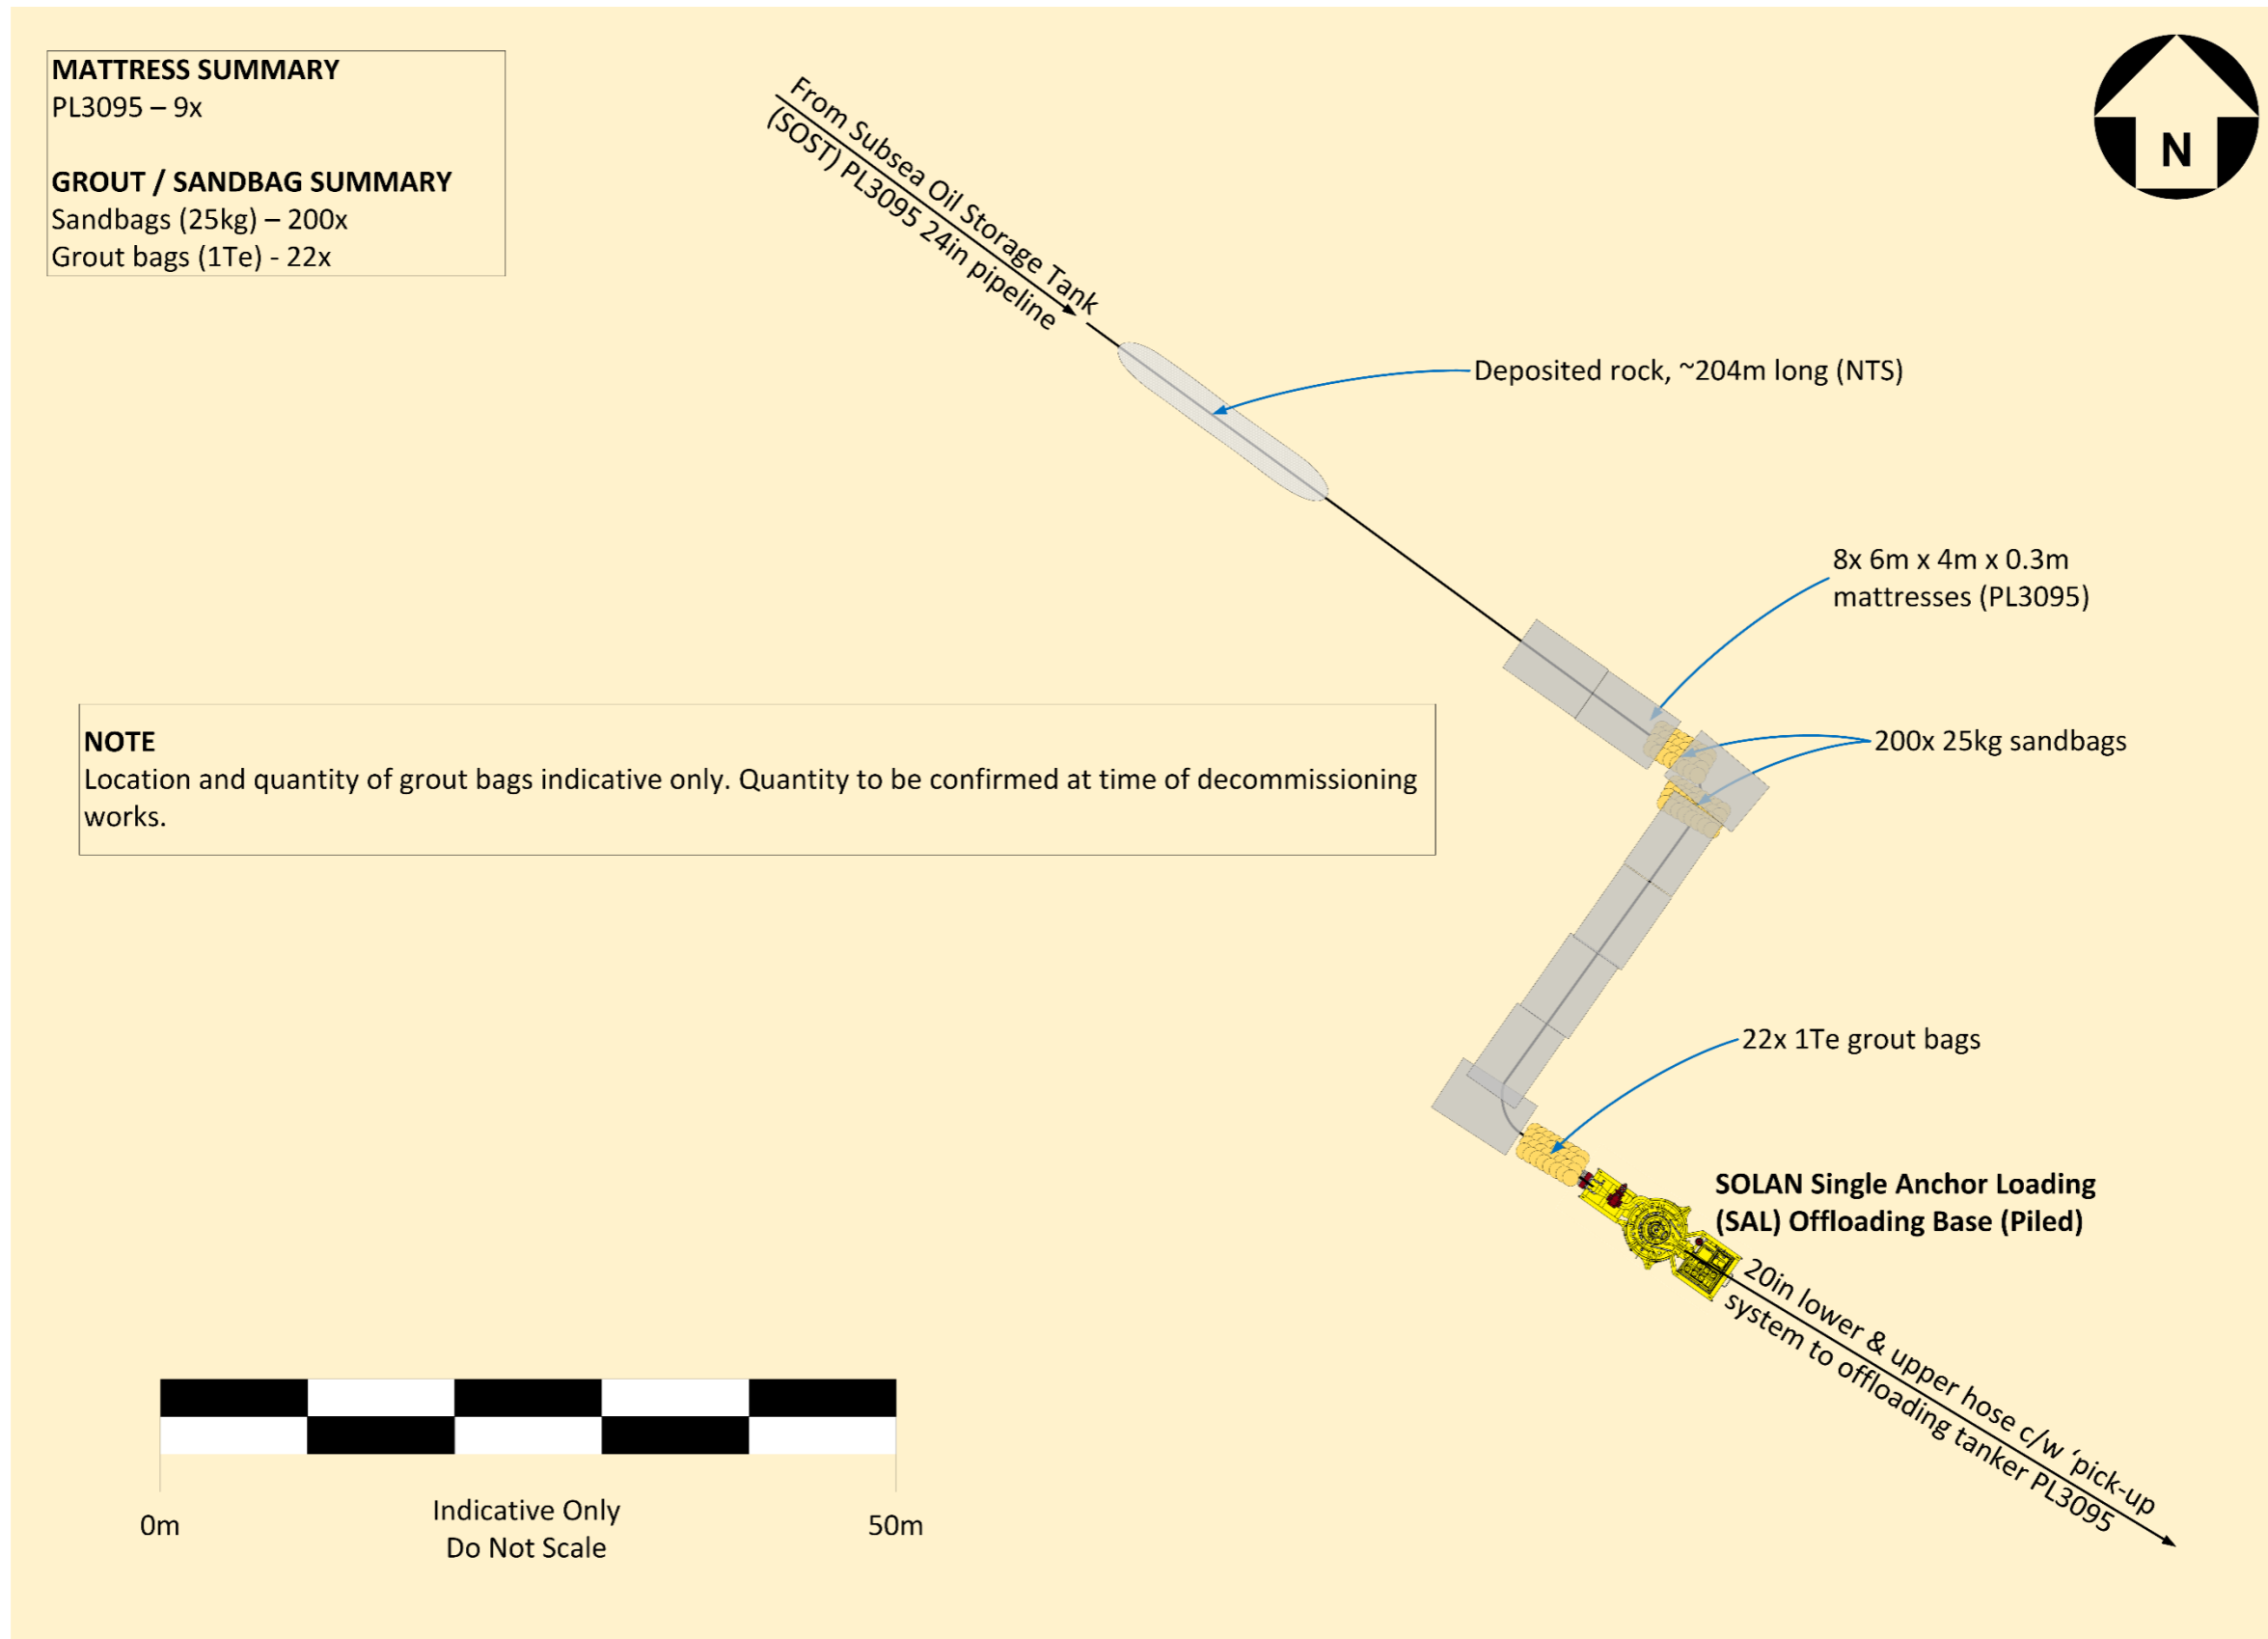 MATTRESS SUMMARY
PL3095 – 9x
GROUT / SANDBAG SUMMARY
Sandbags (25kg) – 200x
Grout bags (1Te) - 22x
N
From Subsea Oil Storage Tank
(SOST) PL3095 24in pipeline
Deposited rock, ~204m long (NTS)
8x 6m x 4m x 0.3m
mattresses (PL3095)
200x 25kg sandbags
NOTE
Location and quantity of grout bags indicative only. Quantity to be confirmed at time of decommissioning
works.
22x 1Te grout bags
SOLAN Single Anchor Loading
(SAL) Offloading Base (Piled)
20in lower & upper hose c/w ‘pick-up
system to offloading tanker PL3095
0m
Indicative Only
Do Not Scale
50m